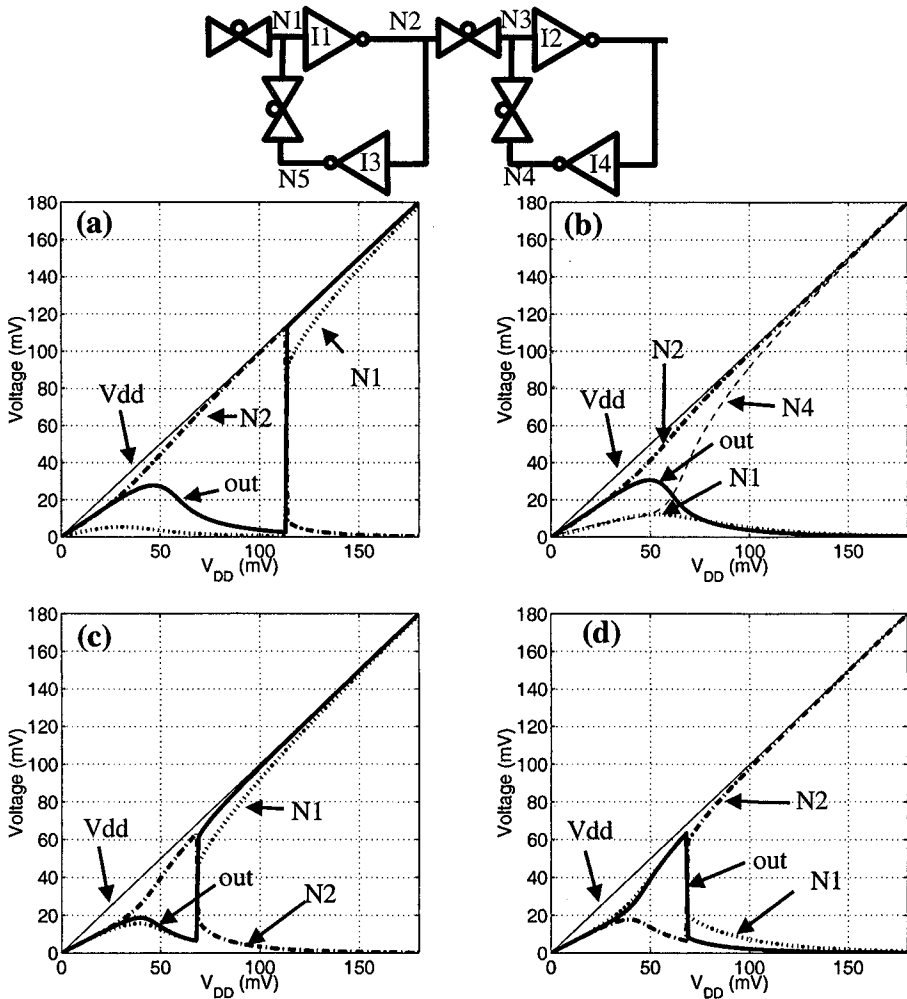 N1 I1 N2 N3 I2
N5 I3 N4 I4
(a)
180
160
140
120
100
80
60
40
20
0
Voltage (mV)
Vdd
N2
out
N1
0 50 100 150
V_DD (mV)
(b)
180
160
140
120
100
80
60
40
20
0
Voltage (mV)
Vdd
N2
N4
out
N1
0 50 100 150
V_DD (mV)
(c)
180
160
140
120
100
80
60
40
20
0
Voltage (mV)
Vdd
N1
out
N2
0 50 100 150
V_DD (mV)
(d)
180
160
140
120
100
80
60
40
20
0
Voltage (mV)
Vdd
N2
out
N1
0 50 100 150
V_DD (mV)